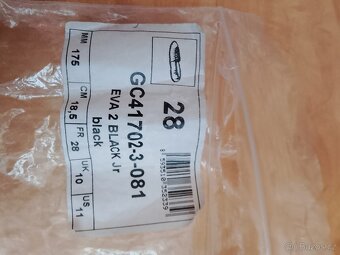 28
GC41702-3-081
EVA 2 BLACK Jr
black
MM CM FR UK US
175 18,5 28 10 11